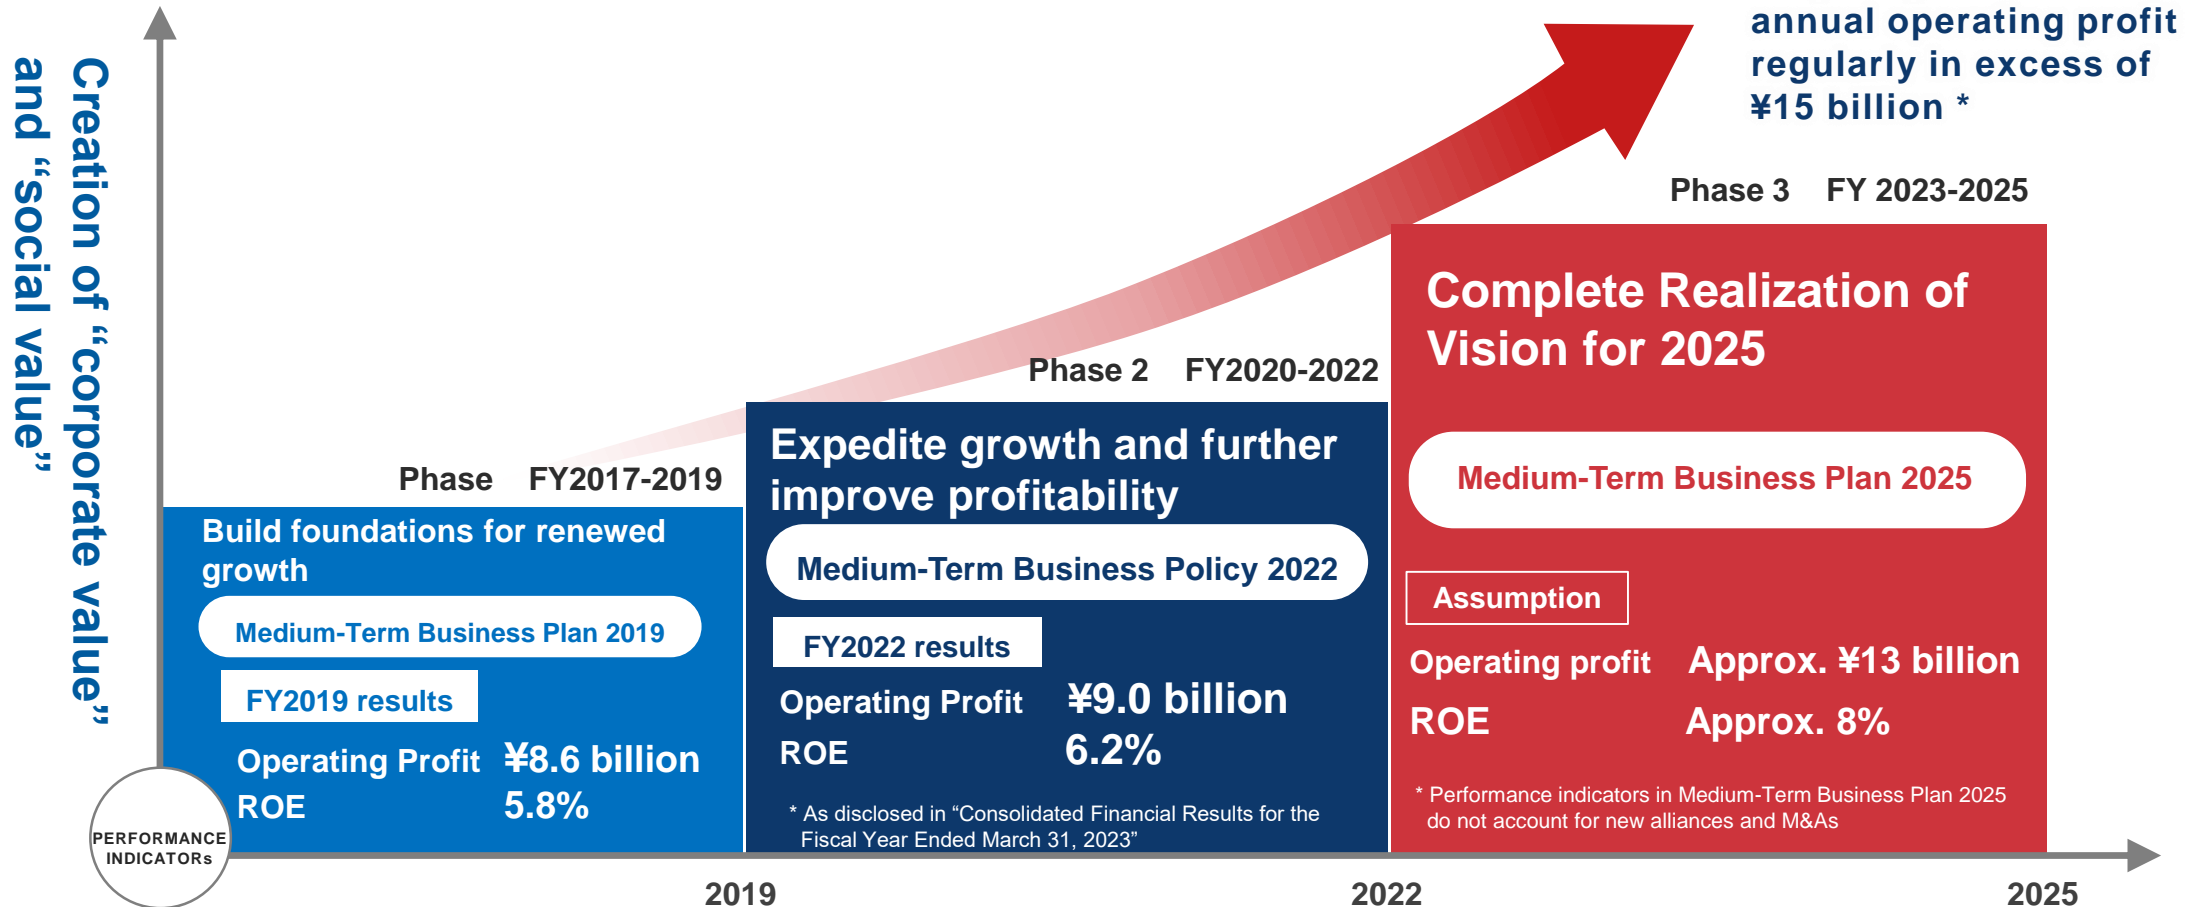 annual operating profit
regularly in excess of
¥15 billion *
Creation of “corporate value”
and “social value”
Phase 3 FY 2023-2025
Complete Realization of
Vision for 2025
Medium-Term Business Plan 2025
Assumption
Operating profit Approx. ¥13 billion
ROE Approx. 8%
* Performance indicators in Medium-Term Business Plan 2025
do not account for new alliances and M&As
Phase 2 FY2020-2022
Expedite growth and further
improve profitability
Medium-Term Business Policy 2022
FY2022 results
Operating Profit ¥9.0 billion
ROE 6.2%
* As disclosed in “Consolidated Financial Results for the
Fiscal Year Ended March 31, 2023”
Phase FY2017-2019
Build foundations for renewed
growth
Medium-Term Business Plan 2019
FY2019 results
Operating Profit ¥8.6 billion
ROE 5.8%
PERFORMANCE
INDICATORs
2019 2022 2025